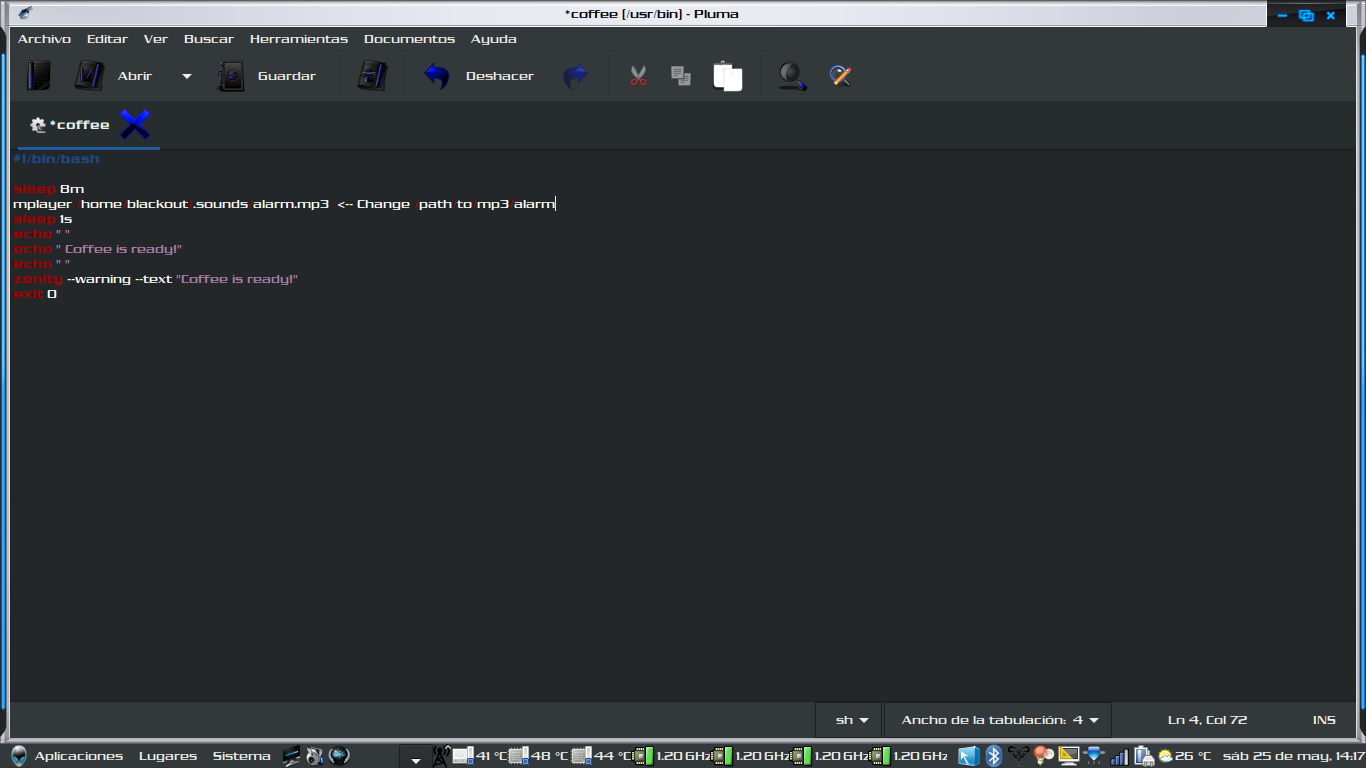 *coffee [/usr/bin] - Pluma
Archivo Editar Ver Buscar Herramientas Documentos Ayuda
Abrir Guardar Deshacer
*coffee
#!/bin/bash
sleep 8m
mplayer /home/blackout/.sounds/alarm.mp3 <-- Change /path/to/mp3/alarm
sleep 1s
echo " "
echo " Coffee is ready!"
echo " "
zenity --warning --text "Coffee is ready!"
exit 0
sh Ancho de la tabulación: 4 Ln 4, Col 72 INS
Aplicaciones Lugares Sistema 41 °C 48 °C 44 °C 1.20 GHz 1.20 GHz 1.20 GHz 1.20 GHz 26 °C sáb 25 de may, 14:17